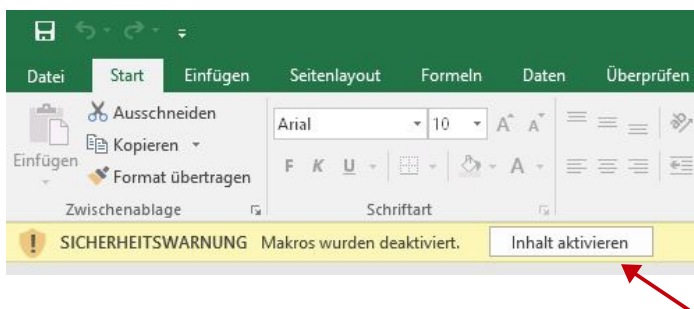 Datei Start Einfügen Seitenlayout Formeln Daten Überprüfen
Ausschneiden
Arial 10 A A
Kopieren
Einfügen
F K U A
Format übertragen
Zwischenablage Schriftart
SICHERHEITSWARNUNG Makros wurden deaktiviert. Inhalt aktivieren